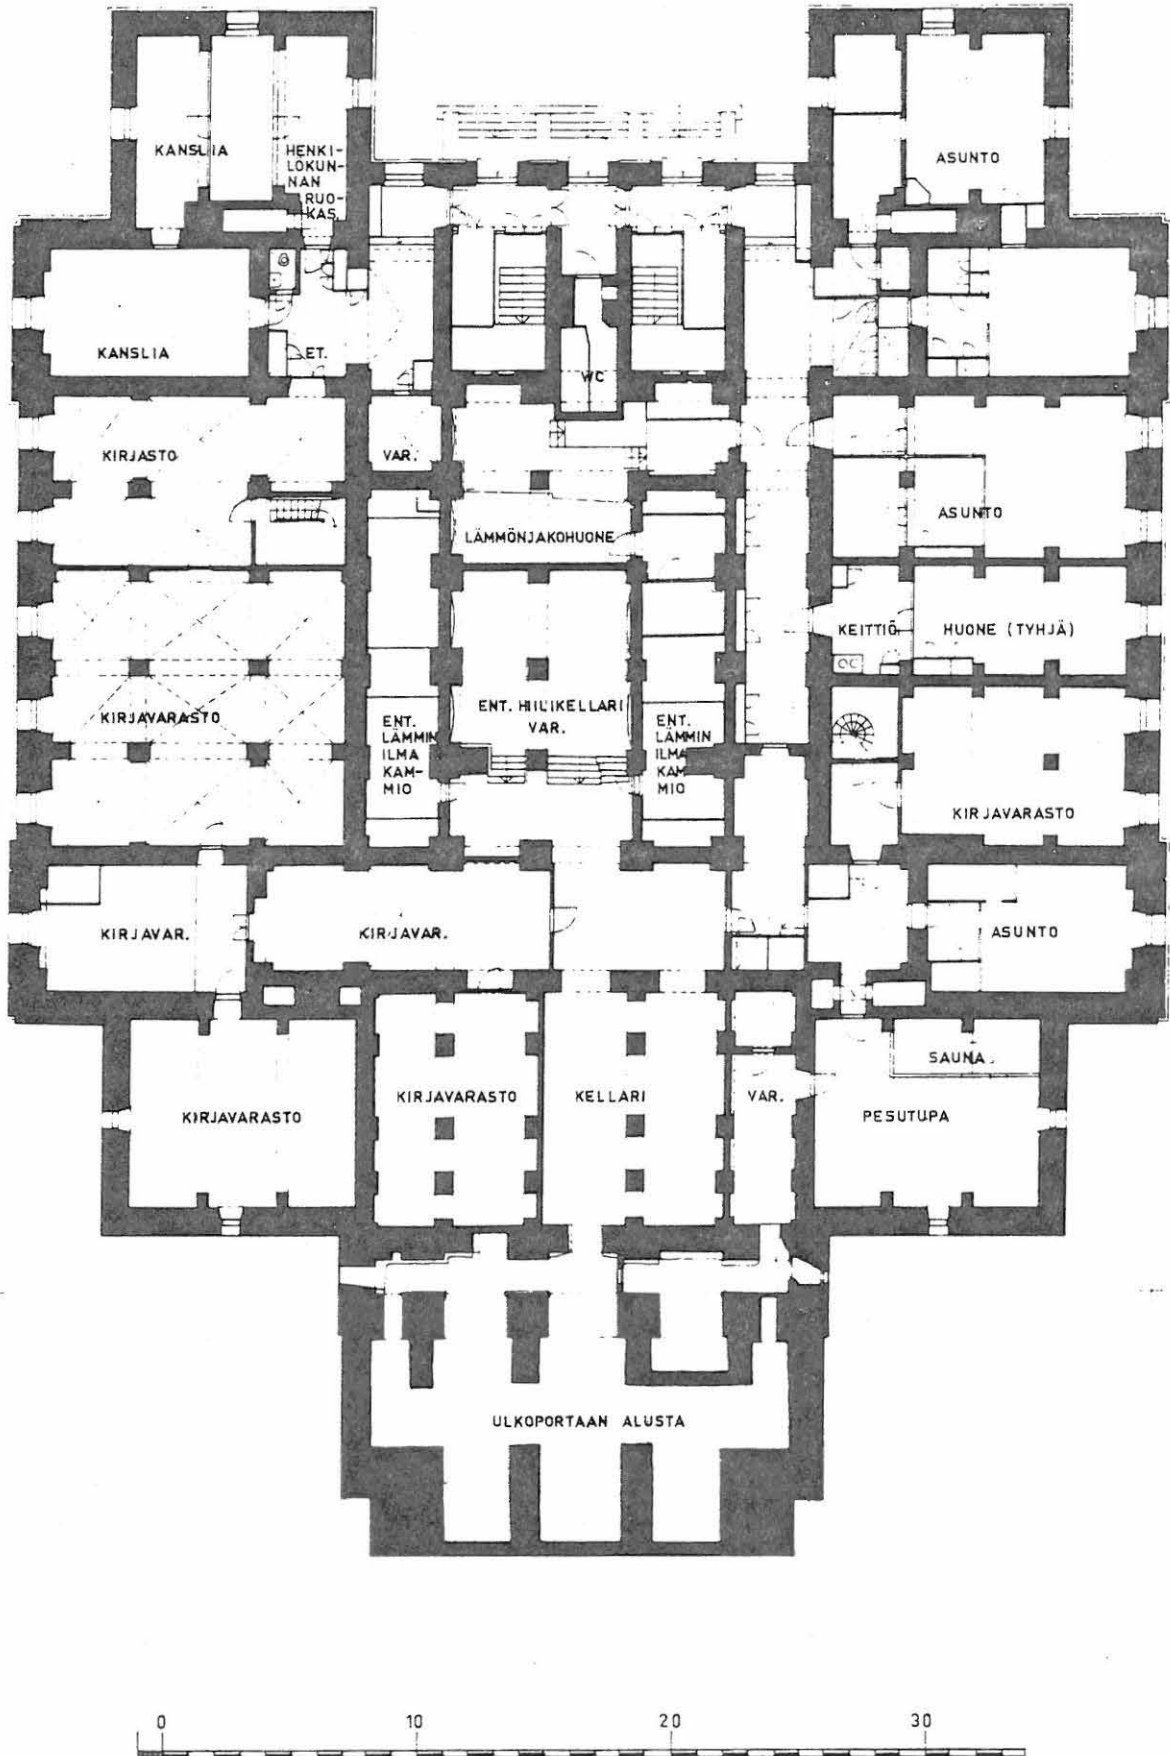 KANSLIA
HENKI-
LÖKUN-
NAN
RUO-
KAS.
ASUNTO
KANSLIA
ET.
WC
KIRJASTO
VAR.
LÄMMÖNJAKOHUONE
ASUNTO
KEITTIÖ
HUONE (TYHJÄ)
KIRJAVARASTO
ENT.
LÄMMIN
ILMA
KAM-
MIO
ENT. HIILIKELLARI
VAR.
ENT.
LÄMMIN
ILMA
KAM
MIO
KIRJAVARASTO
KIRJAVAR.
KIRJAVAR.
ASUNTO
KIRJAVARASTO
KIRJAVARASTO
KELLARI
VAR.
SAUNA.
PESUTUPA
ULKOPORTAAN ALUSTA
0 10 20 30